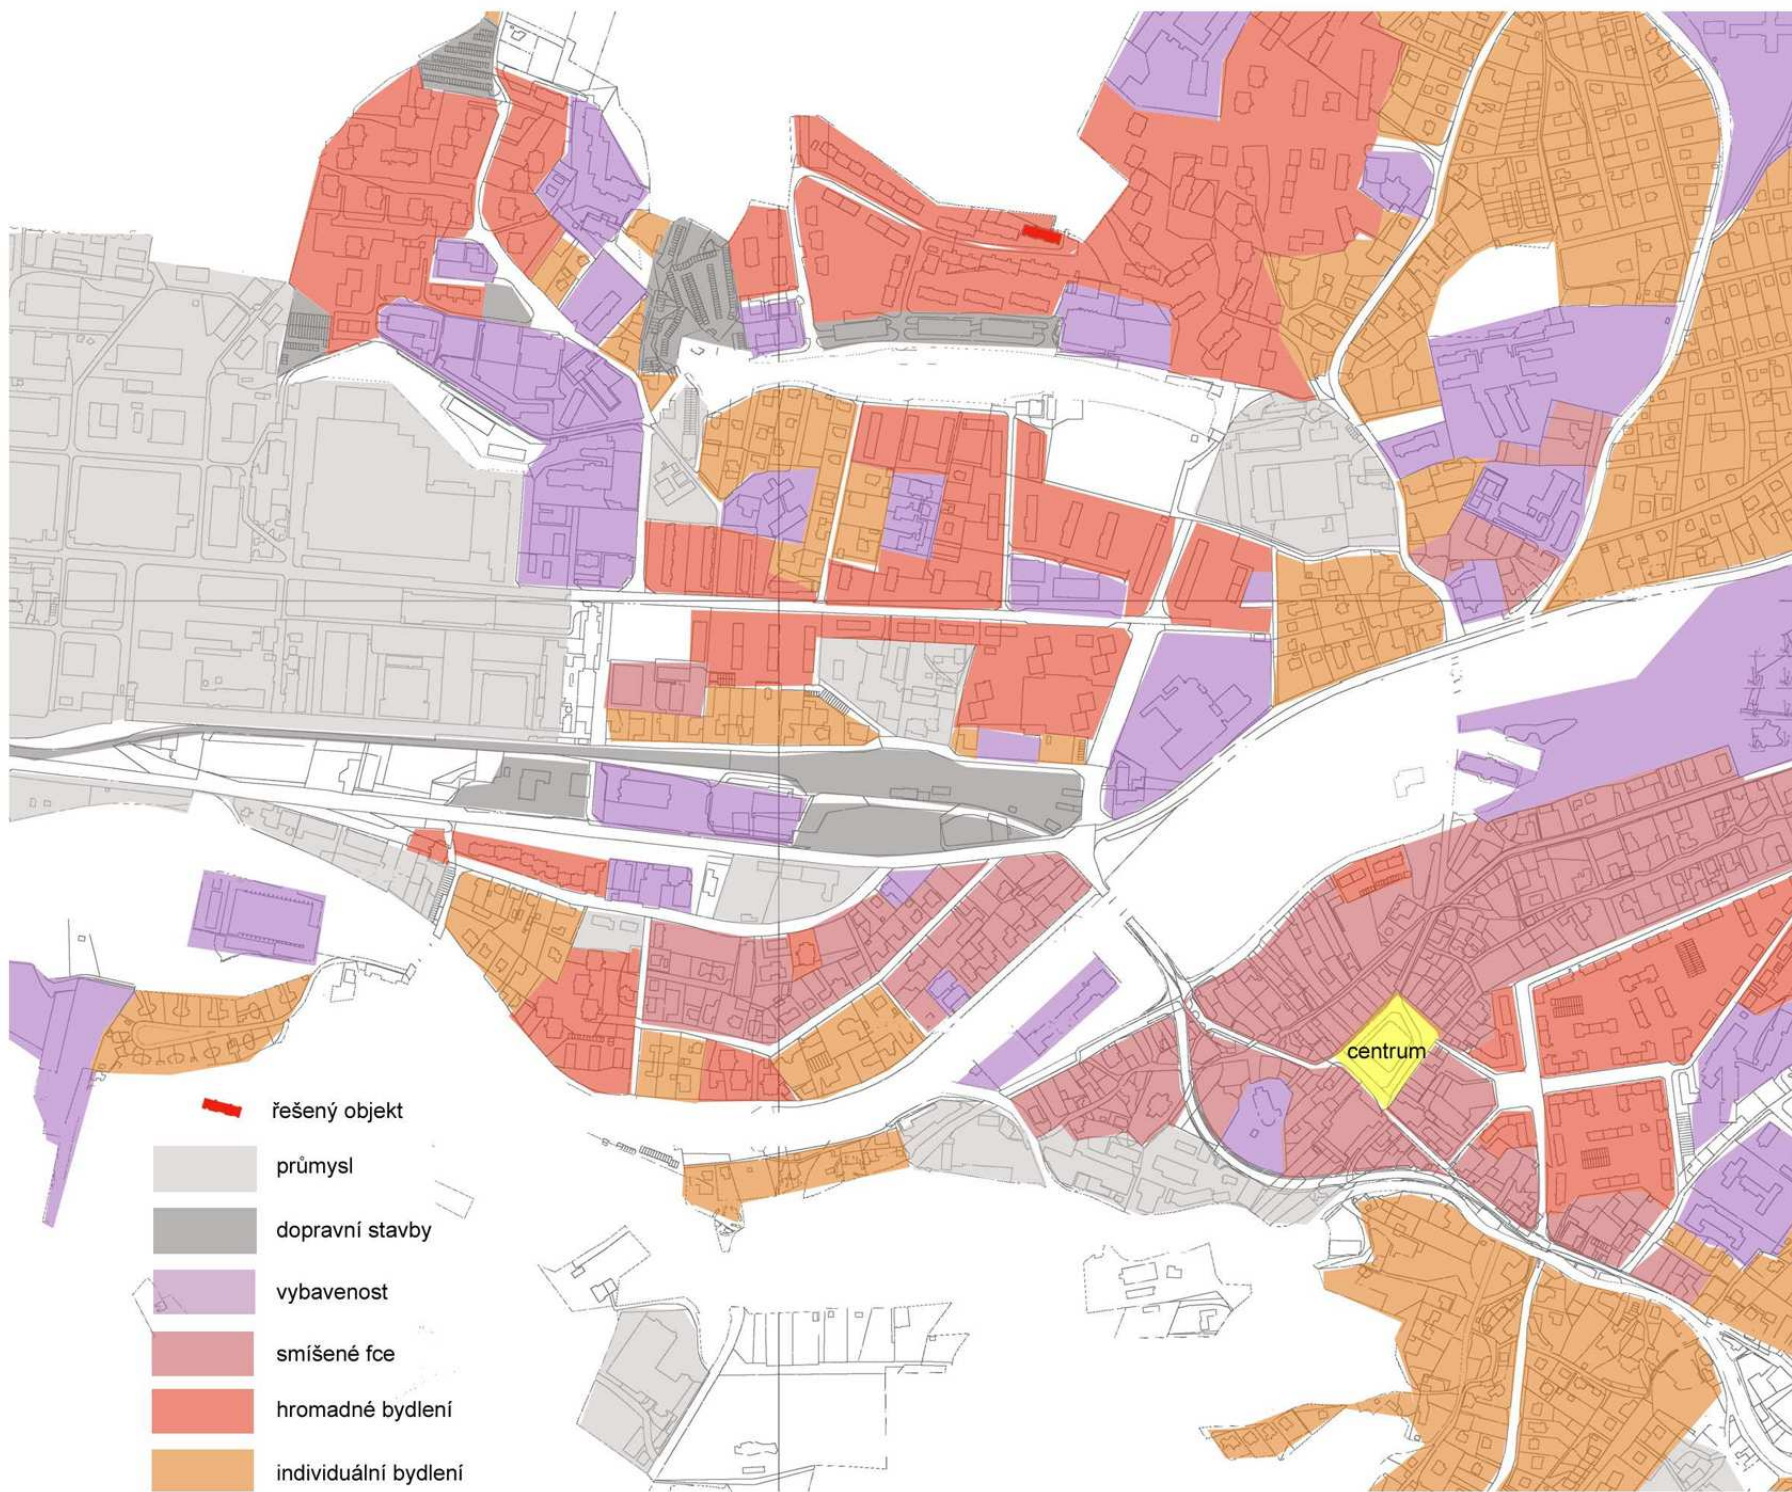 centrum
řešený objekt
průmysl
dopravní stavby
vybavenost
smíšené fce
hromadné bydlení
individuální bydlení